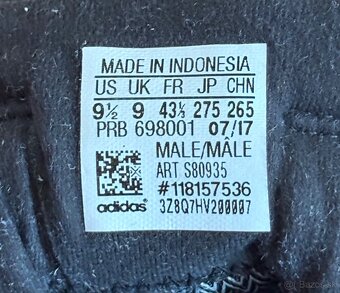 MADE IN INDONESIA
US UK FR JP CHN
9½ 9 43⅓ 275 265
PRB 698001 07/17
MALE/MÂLE
ART S80935
#118157536
adidas 3Z8Q7HV200007